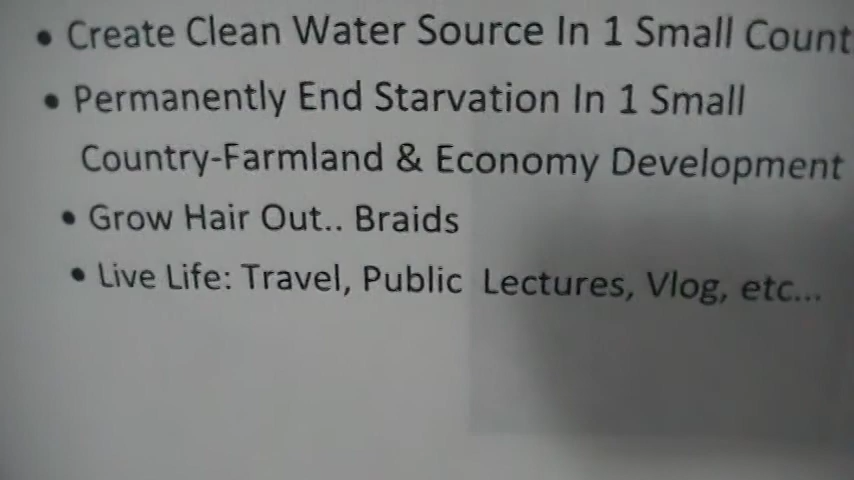 • Create Clean Water Source In 1 Small Count
• Permanently End Starvation In 1 Small
Country-Farmland & Economy Development
• Grow Hair Out.. Braids
• Live Life: Travel, Public Lectures, Vlog, etc...